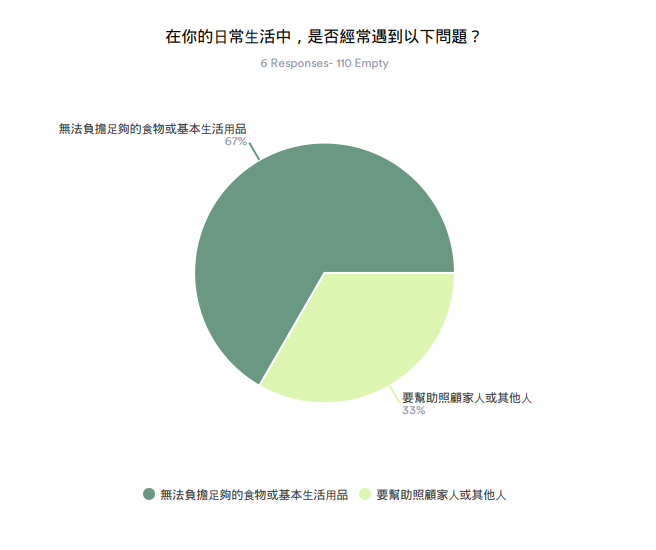 在你的日常生活中，是否經常遇到以下問題？
6 Responses- 110 Empty
無法負擔足夠的食物或基本生活用品
67%
要幫助照顧家人或其他人
33%
無法負擔足夠的食物或基本生活用品 要幫助照顧家人或其他人